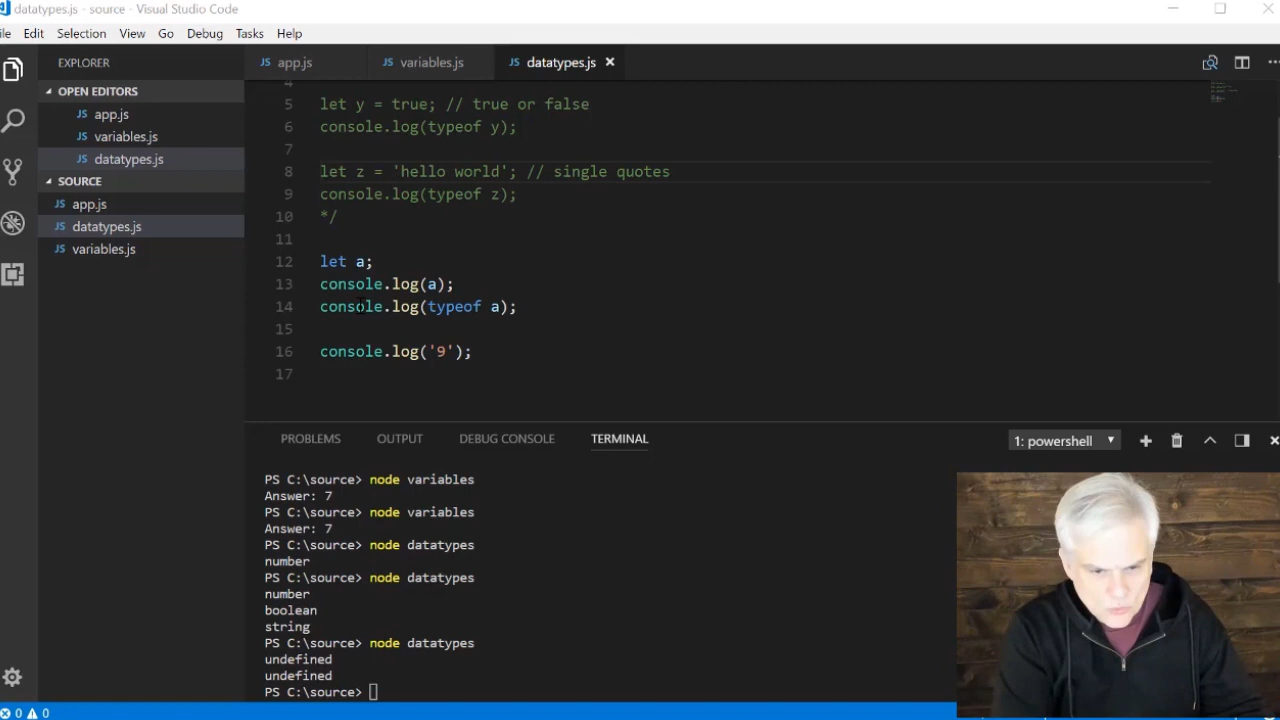 datatypes.js - source - Visual Studio Code
ile Edit Selection View Go Debug Tasks Help
EXPLORER
OPEN EDITORS
JS app.js
JS variables.js
JS datatypes.js
SOURCE
JS app.js
JS datatypes.js
JS variables.js
JS app.js JS variables.js JS datatypes.js ×
4
5 let y = true; // true or false
6 console.log(typeof y);
7
8 let z = 'hello world'; // single quotes
9 console.log(typeof z);
10 */
11
12 let a;
13 console.log(a);
14 console.log(typeof a);
15
16 console.log('9');
17
PROBLEMS OUTPUT DEBUG CONSOLE TERMINAL 1: powershell
PS C:\source> node variables
Answer: 7
PS C:\source> node variables
Answer: 7
PS C:\source> node datatypes
number
PS C:\source> node datatypes
number
boolean
string
PS C:\source> node datatypes
undefined
undefined
PS C:\source>
0 0